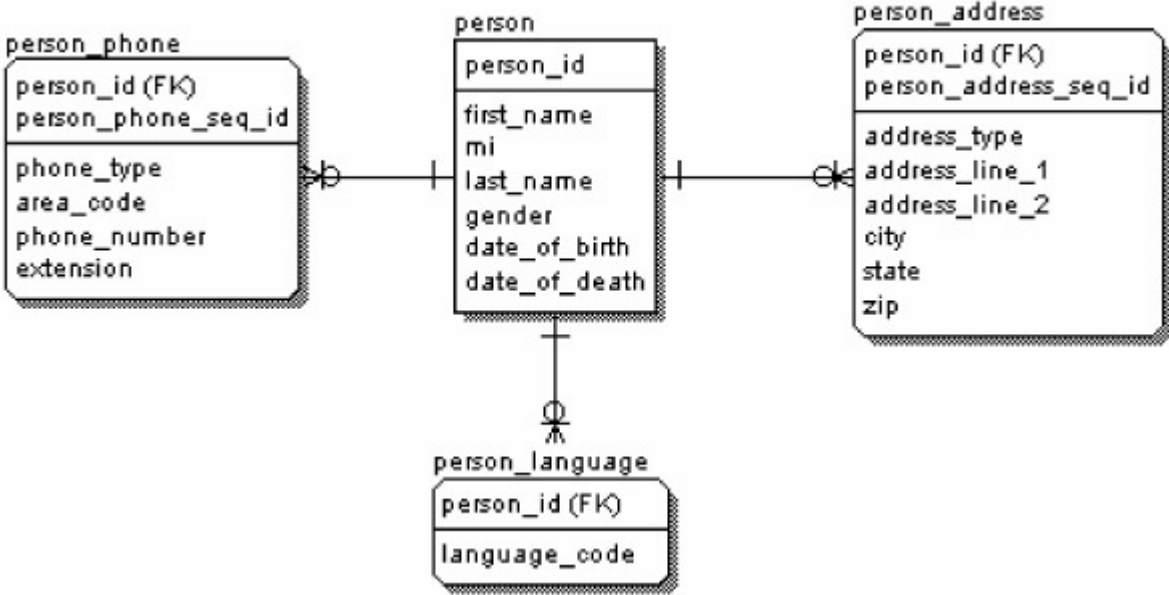 person_phone
person_id (FK)
person_phone_seq_id
phone_type
area_code
phone_number
extension
person
person_id
first_name
mi
last_name
gender
date_of_birth
date_of_death
person_address
person_id (FK)
person_address_seq_id
address_type
address_line_1
address_line_2
city
state
zip
person_language
person_id (FK)
language_code